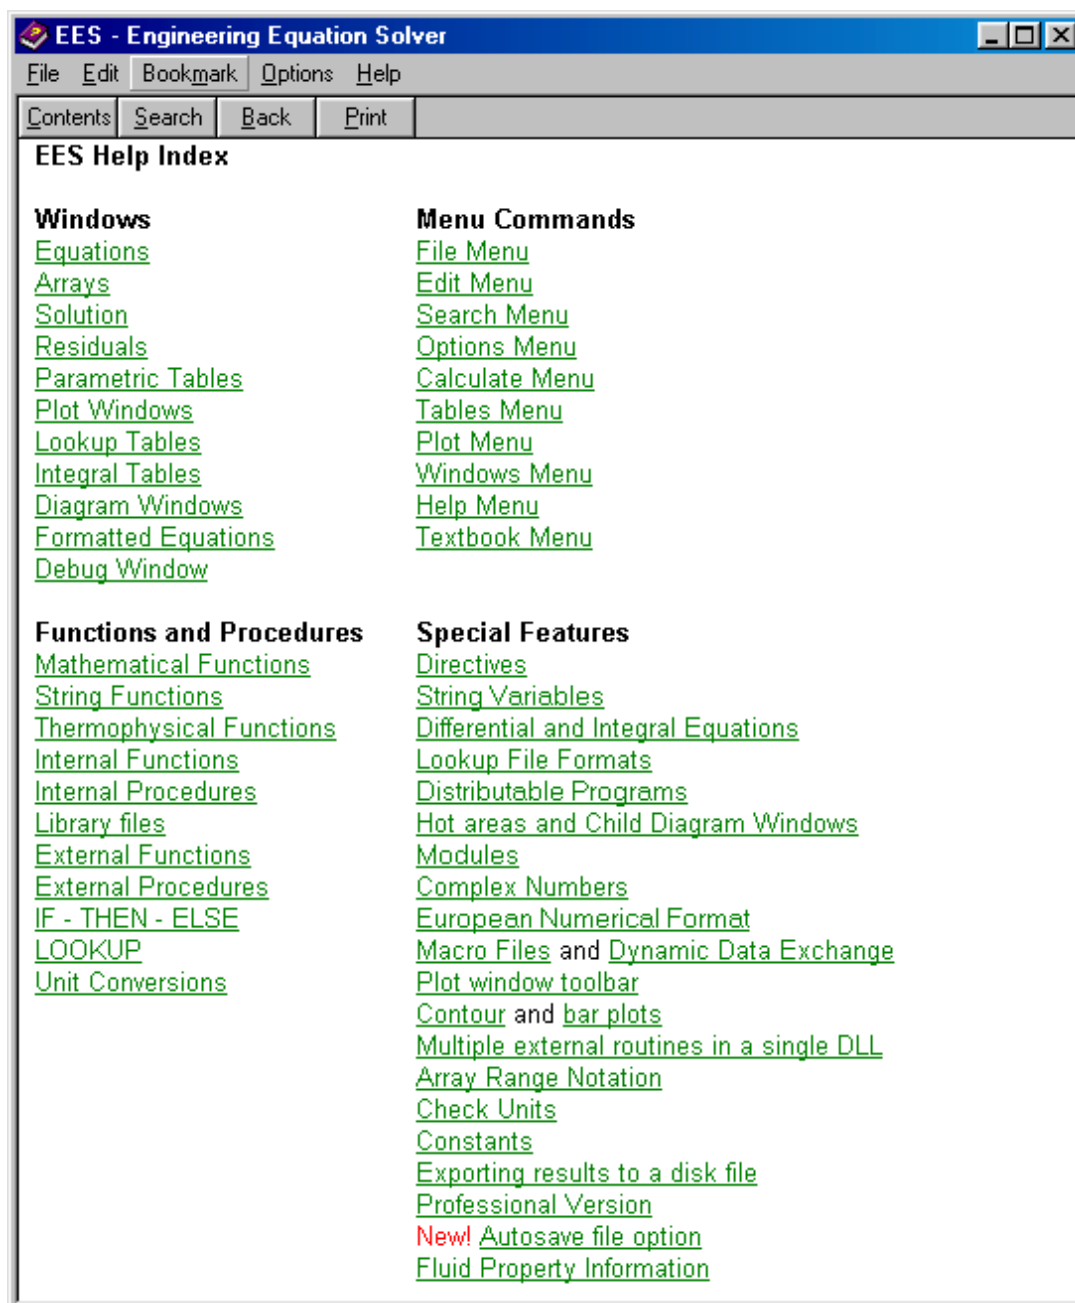 EES - Engineering Equation Solver
File Edit Bookmark Options Help
Contents Search Back Print
EES Help Index
Windows
Equations
Arrays
Solution
Residuals
Parametric Tables
Plot Windows
Lookup Tables
Integral Tables
Diagram Windows
Formatted Equations
Debug Window
Menu Commands
File Menu
Edit Menu
Search Menu
Options Menu
Calculate Menu
Tables Menu
Plot Menu
Windows Menu
Help Menu
Textbook Menu
Functions and Procedures
Mathematical Functions
String Functions
Thermophysical Functions
Internal Functions
Internal Procedures
Library files
External Functions
External Procedures
IF - THEN - ELSE
LOOKUP
Unit Conversions
Special Features
Directives
String Variables
Differential and Integral Equations
Lookup File Formats
Distributable Programs
Hot areas and Child Diagram Windows
Modules
Complex Numbers
European Numerical Format
Macro Files and Dynamic Data Exchange
Plot window toolbar
Contour and bar plots
Multiple external routines in a single DLL
Array Range Notation
Check Units
Constants
Exporting results to a disk file
Professional Version
New! Autosave file option
Fluid Property Information